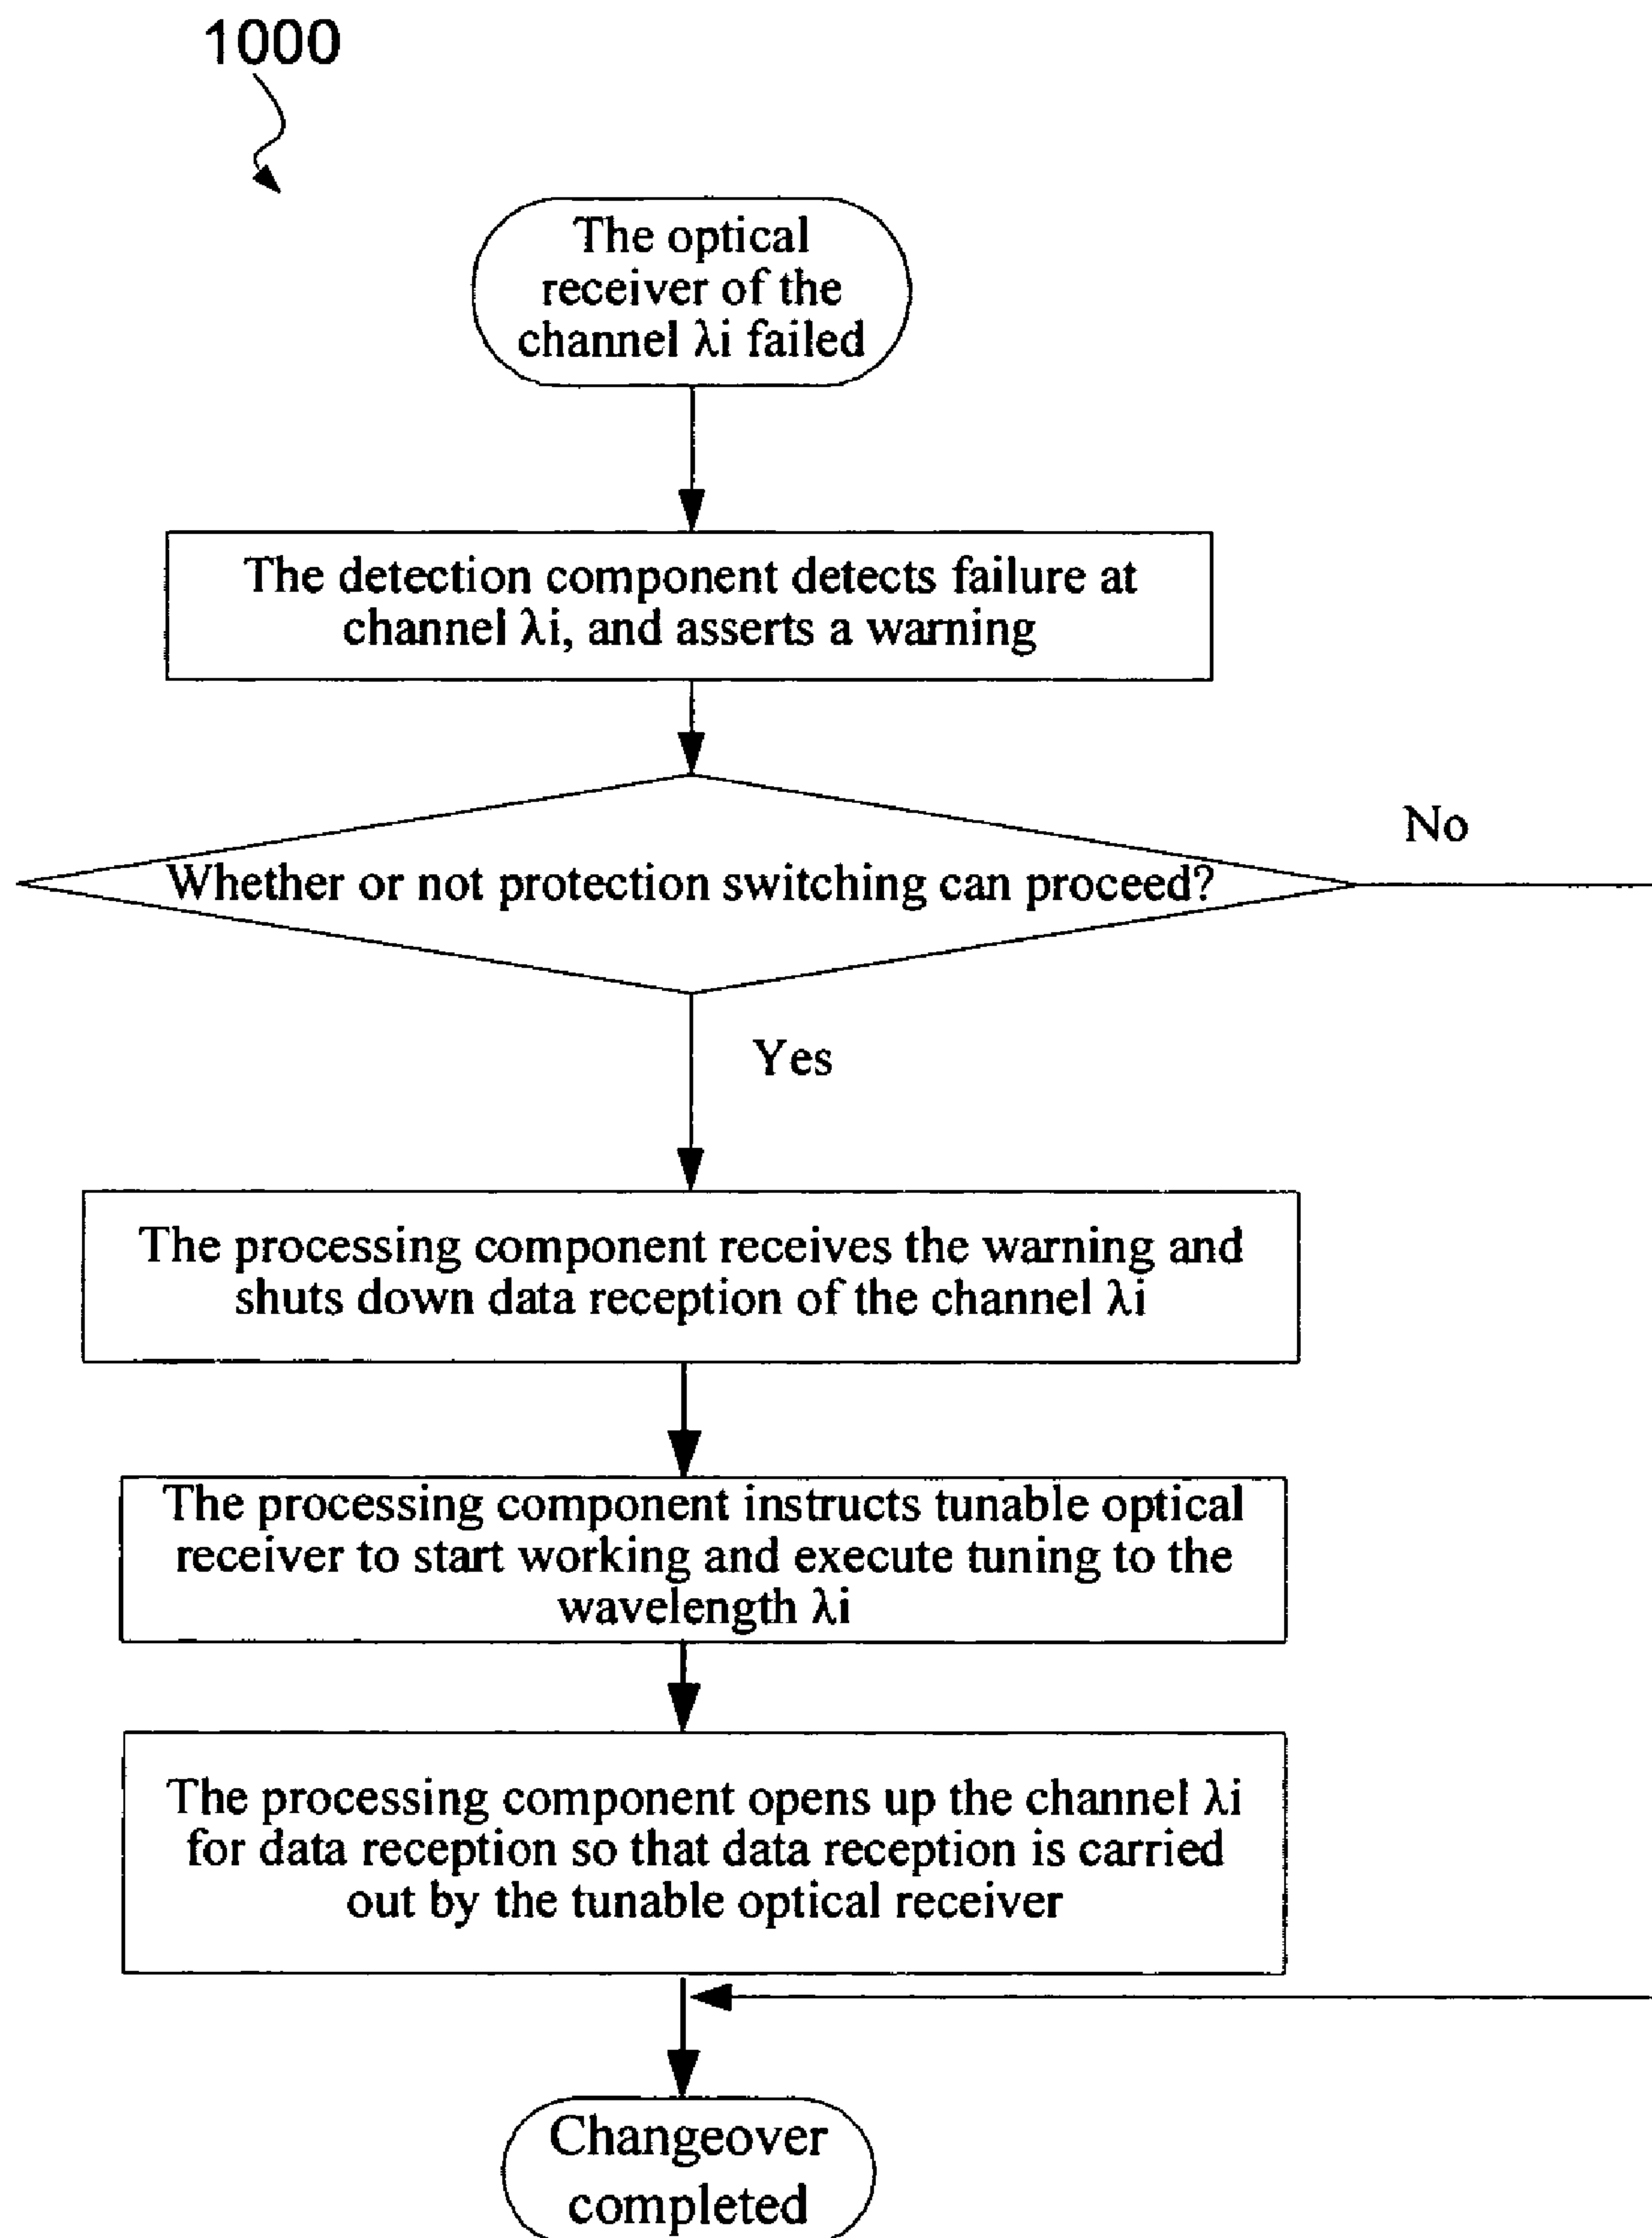 1000
The optical
receiver of the
channel λi failed
The detection component detects failure at
channel λi, and asserts a warning
Whether or not protection switching can proceed?
No
Yes
The processing component receives the warning and
shuts down data reception of the channel λi
The processing component instructs tunable optical
receiver to start working and execute tuning to the
wavelength λi
The processing component opens up the channel λi
for data reception so that data reception is carried
out by the tunable optical receiver
Changeover
completed